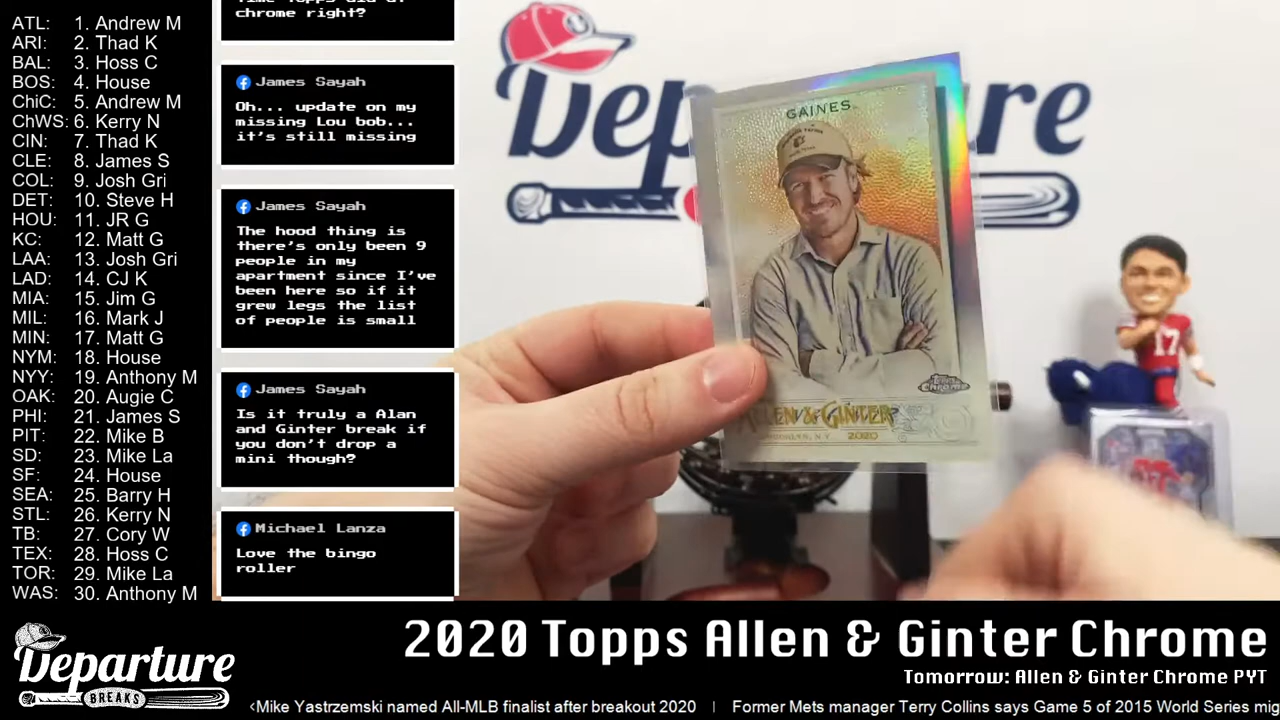 ATL: 1. Andrew M
ARI: 2. Thad K
BAL: 3. Hoss C
BOS: 4. House
ChiC: 5. Andrew M
ChWS: 6. Kerry N
CIN: 7. Thad K
CLE: 8. James S
COL: 9. Josh Gri
DET: 10. Steve H
HOU: 11. JR G
KC: 12. Matt G
LAA: 13. Josh Gri
LAD: 14. CJ K
MIA: 15. Jim G
MIL: 16. Mark J
MIN: 17. Matt G
NYM: 18. House
NYY: 19. Anthony M
OAK: 20. Augie C
PHI: 21. James S
PIT: 22. Mike B
SD: 23. Mike La
SF: 24. House
SEA: 25. Barry H
STL: 26. Kerry N
TB: 27. Cory W
TEX: 28. Hoss C
TOR: 29. Mike La
WAS: 30. Anthony M
chrome right?
James Sayah
Oh... update on my
missing Lou bob...
it's still missing
James Sayah
The hood thing is
there's only been 9
people in my
apartment since I've
been here so if it
grew legs the list
of people is small
James Sayah
Is it truly a Alan
and Ginter break if
you don't drop a
mini though?
Michael Lanza
Love the bingo
roller
GAINES
Topps
Chrome
ALLEN & GINTER
BROOKLYN, N.Y. 2020
17
Departure
BREAKS
2020 Topps Allen & Ginter Chrome
Tomorrow: Allen & Ginter Chrome PYT
‹Mike Yastrzemski named All-MLB finalist after breakout 2020 | Former Mets manager Terry Collins says Game 5 of 2015 World Series mig